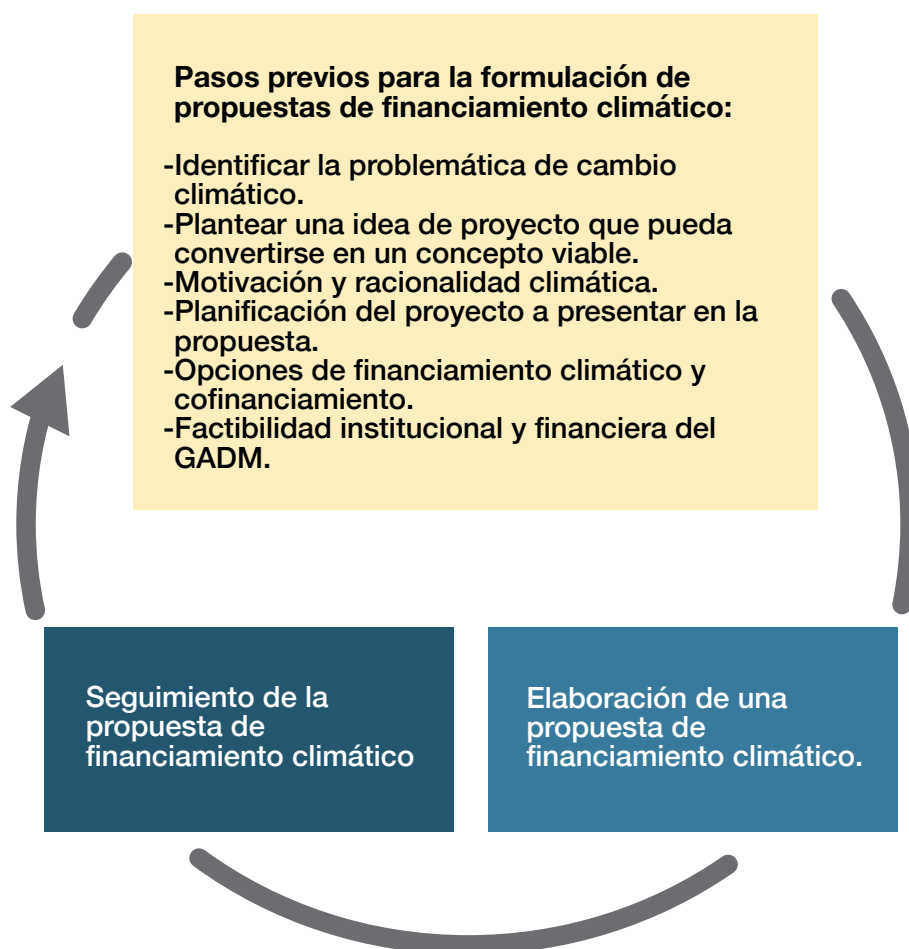 Pasos previos para la formulación de
propuestas de financiamiento climático:
-Identificar la problemática de cambio
climático.
-Plantear una idea de proyecto que pueda
convertirse en un concepto viable.
-Motivación y racionalidad climática.
-Planificación del proyecto a presentar en la
propuesta.
-Opciones de financiamiento climático y
cofinanciamiento.
-Factibilidad institucional y financiera del
GADM.
Seguimiento de la
propuesta de
financiamiento climático
Elaboración de una
propuesta de
financiamiento climático.